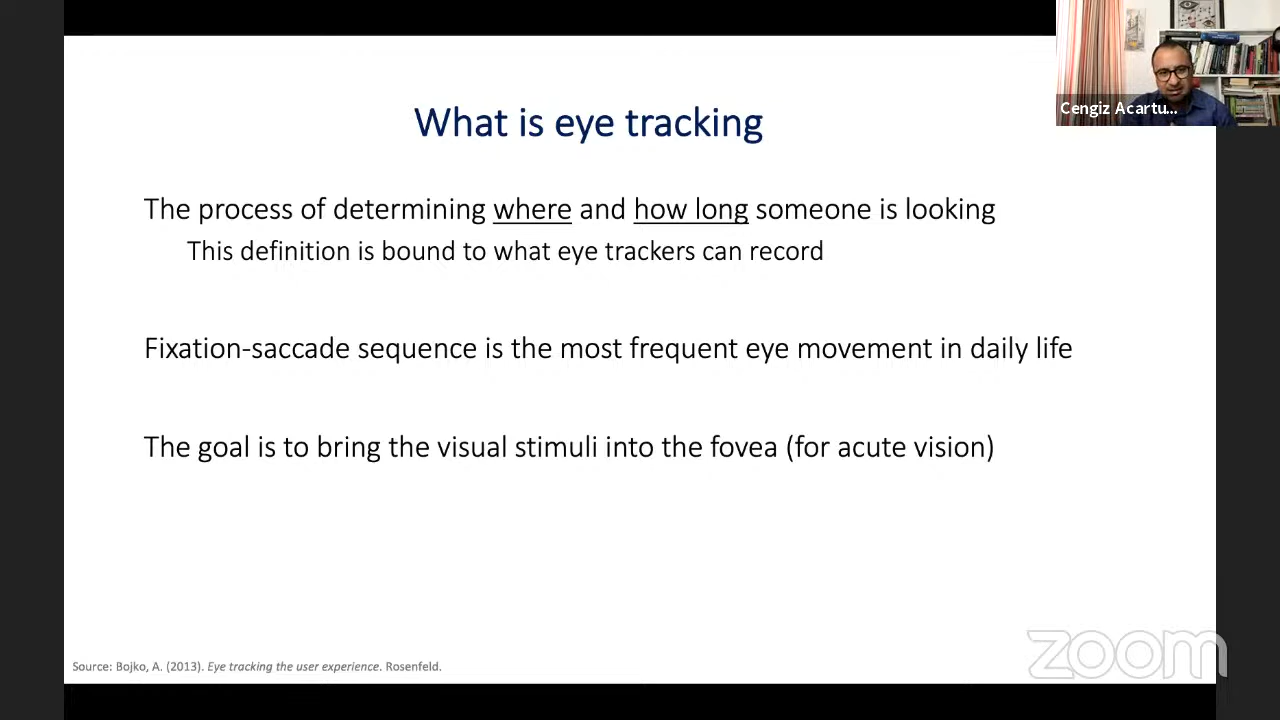 What is eye tracking
Cengiz Acartu...
The process of determining where and how long someone is looking
This definition is bound to what eye trackers can record
Fixation-saccade sequence is the most frequent eye movement in daily life
The goal is to bring the visual stimuli into the fovea (for acute vision)
Source: Bojko, A. (2013). Eye tracking the user experience. Rosenfeld.
zoom